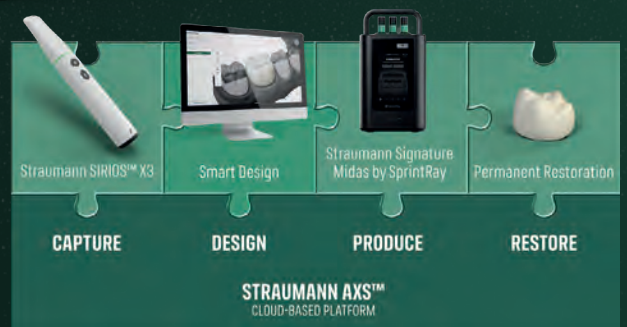 Straumann SIRIOS™ X3
Smart Design
Straumann Signature
Midas by SprintRay
Permanent Restoration
CAPTURE
DESIGN
PRODUCE
RESTORE
STRAUMANN AXS™
CLOUD-BASED PLATFORM